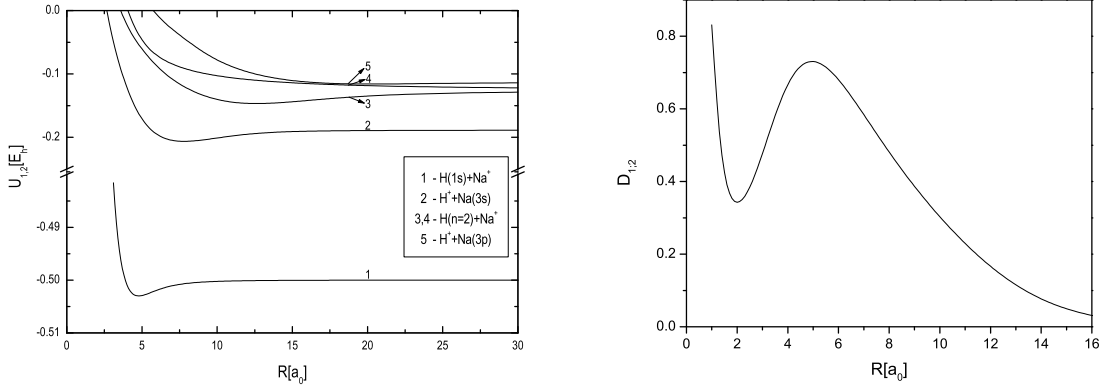 0.0
-0.1
-0.2
-0.49
-0.50
-0.51
U1,2[Eh]
5
4
3
2
1 - H(1s)+Na+
2 - H++Na(3s)
3,4 - H(n=2)+Na+
5 - H++Na(3p)
1
0 5 10 15 20 25 30
R[a0]
0.8
0.6
0.4
0.2
0.0
D1;2
0 2 4 6 8 10 12 14 16
R[a0]